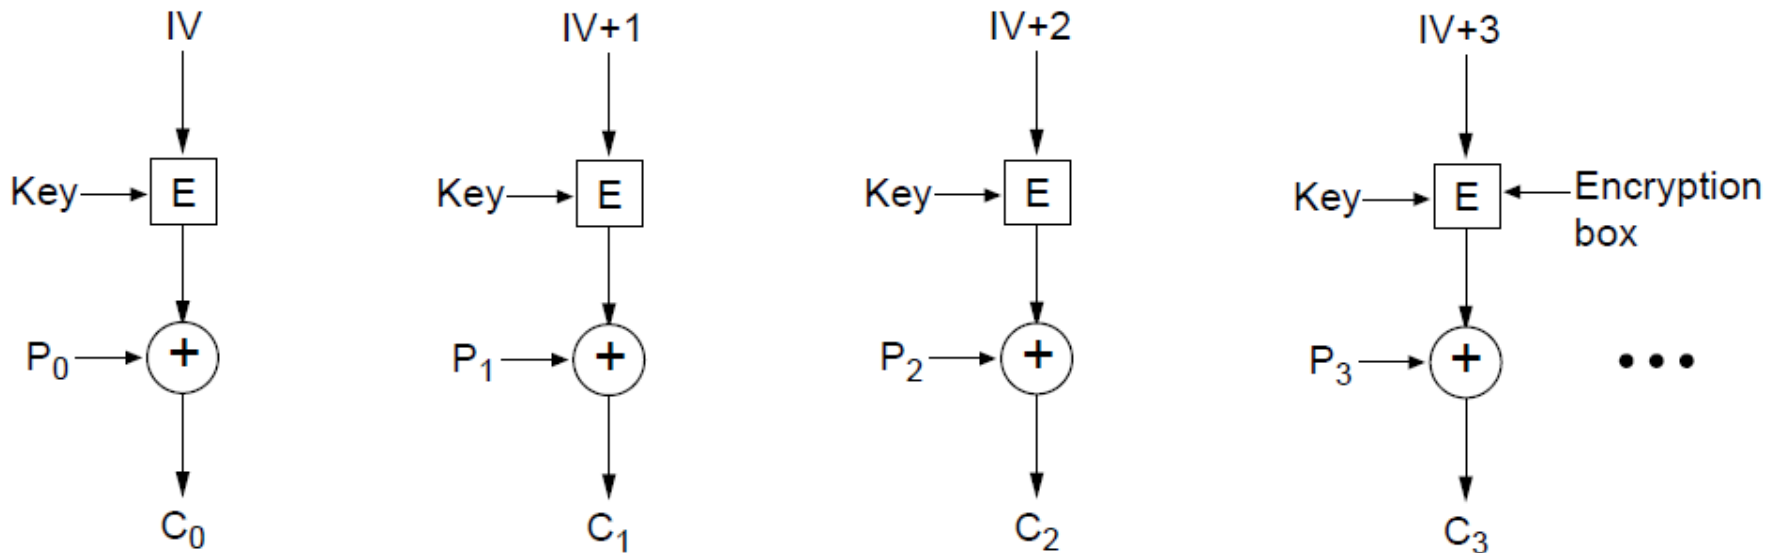 IV IV+1 IV+2 IV+3
Key E Key E Key E Key E Encryption
box
P0 + P1 + P2 + P3 + •••
C0 C1 C2 C3